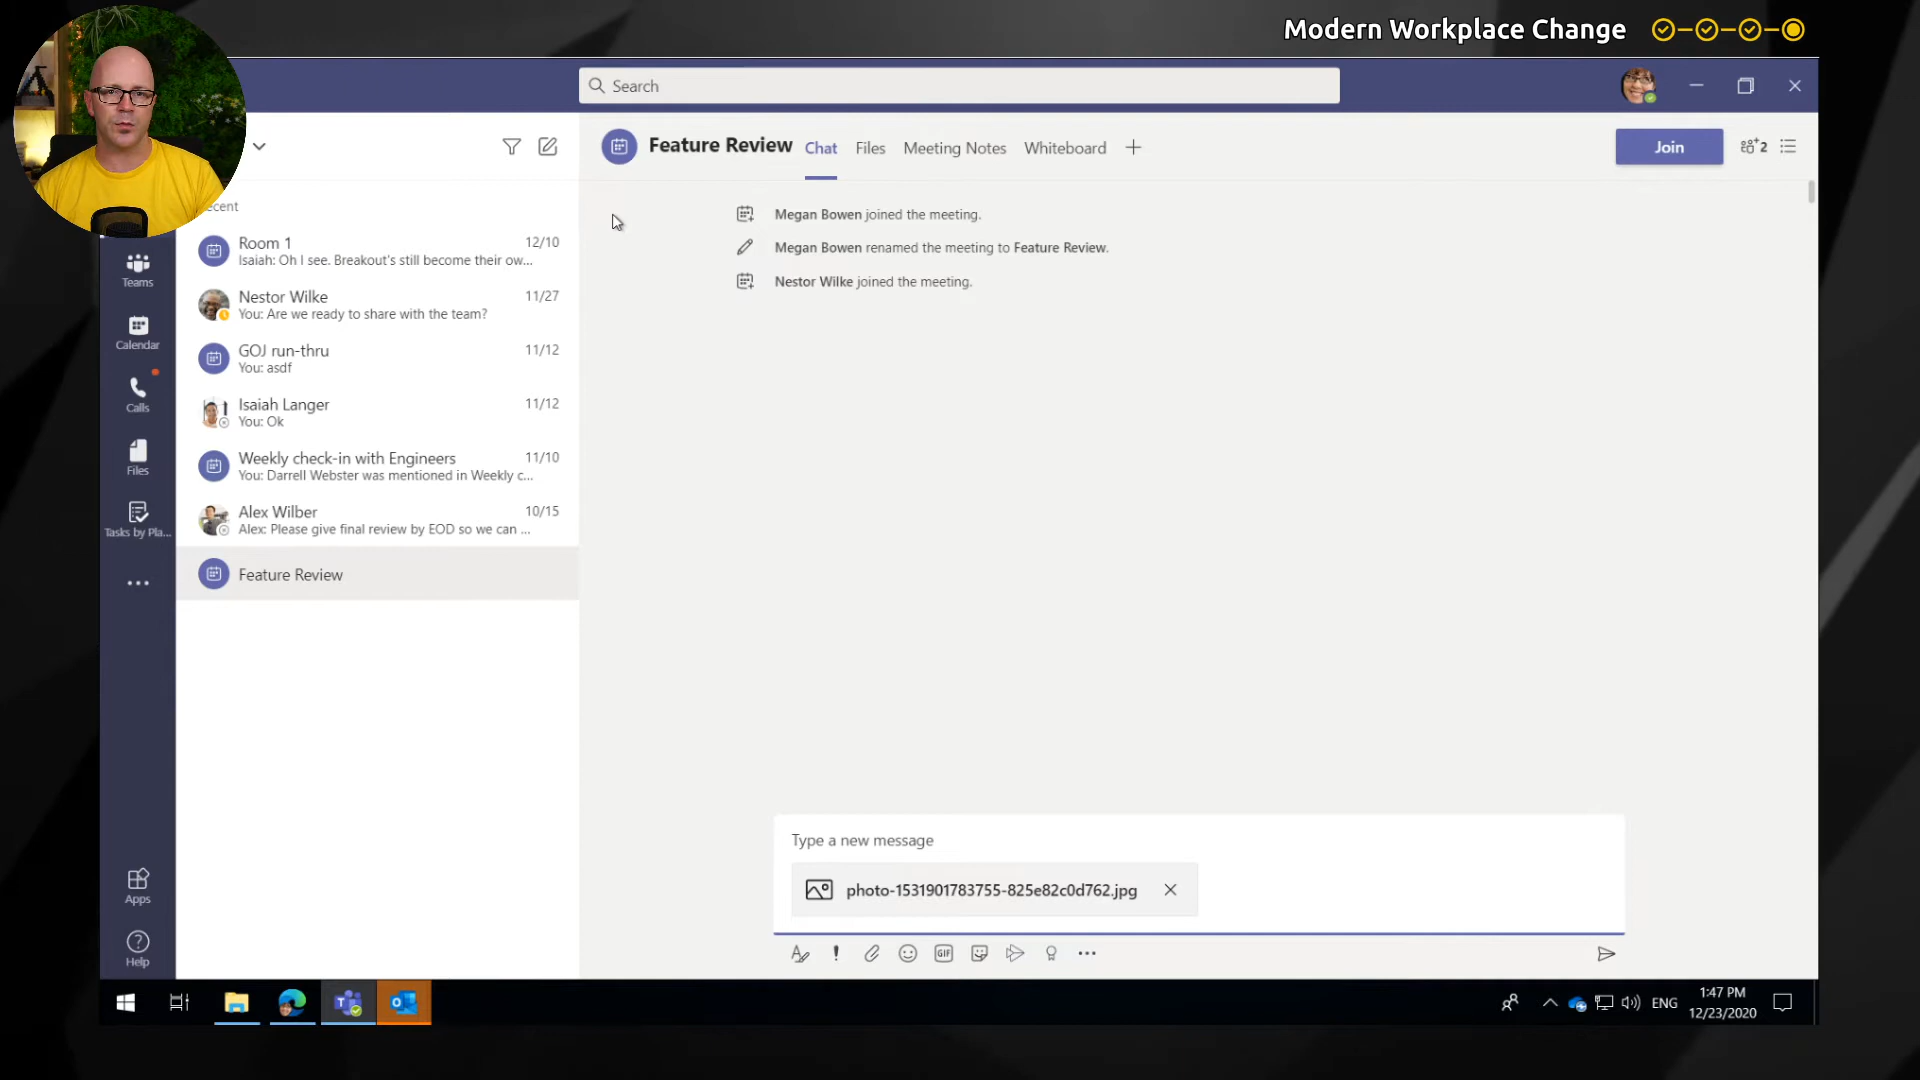 Modern Workplace Change
Search
Feature Review
Chat
Files
Meeting Notes
Whiteboard
Join
2
Room 1
12/10
Isaiah: Oh I see. Breakout's still become their ow...
Nestor Wilke
11/27
You: Are we ready to share with the team?
GOJ run-thru
11/12
You: asdf
Isaiah Langer
11/12
You: Ok
Weekly check-in with Engineers
11/10
You: Darrell Webster was mentioned in Weekly c...
Alex Wilber
10/15
Alex: Please give final review by EOD so we can ...
Feature Review
Teams
Calendar
Calls
Files
Tasks by Pla...
Apps
Help
Megan Bowen joined the meeting.
Megan Bowen renamed the meeting to Feature Review.
Nestor Wilke joined the meeting.
Type a new message
photo-1531901783755-825e82c0d762.jpg
GIF
ENG
1:47 PM
12/23/2020